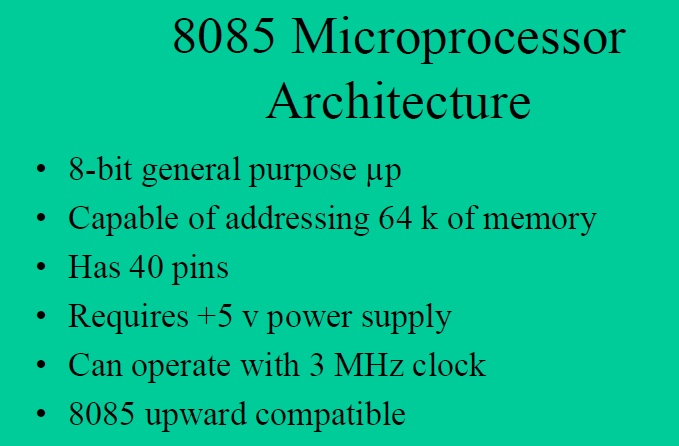 8085 Microprocessor
Architecture
• 8-bit general purpose µp
• Capable of addressing 64 k of memory
• Has 40 pins
• Requires +5 v power supply
• Can operate with 3 MHz clock
• 8085 upward compatible